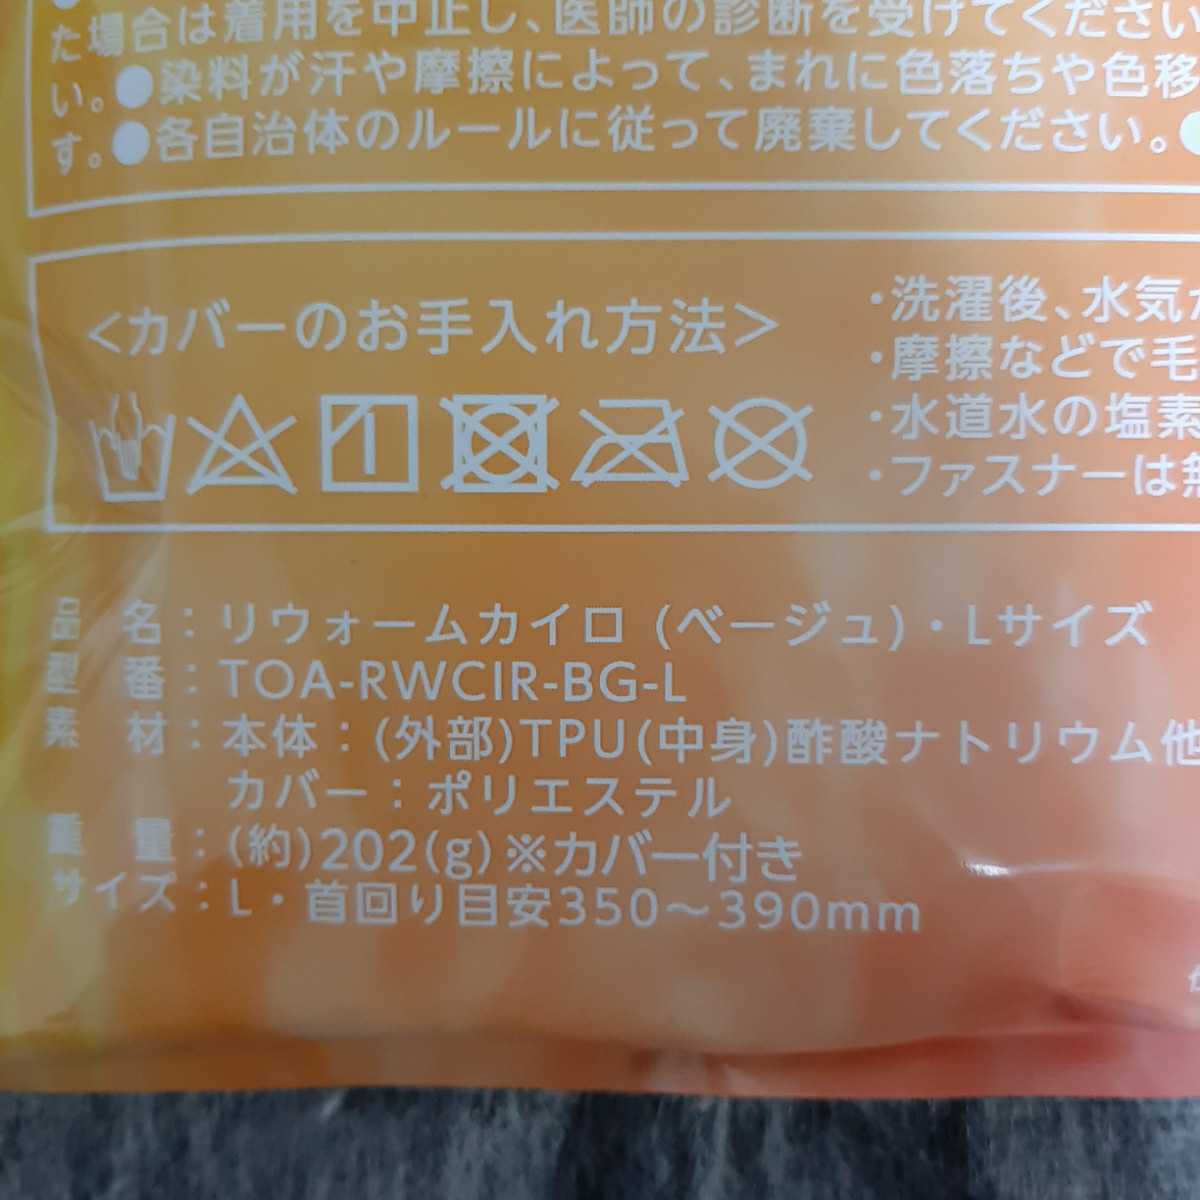 た場合は着用を中止し、医師の診断を受けてください
い。●染料が汗や摩擦によって、まれに色落ちや色移
す。●各自治体のルールに従って廃棄してください。●
<カバーのお手入れ方法>
・洗濯後、水気
・摩擦などで毛
・水道水の塩素
・ファスナーは無
品 名：リウォームカイロ (ベージュ)・Lサイズ
型 番：TOA-RWCIR-BG-L
素 材：本体：(外部)TPU(中身)酢酸ナトリウム他
カバー：ポリエステル
重 量：(約)202(g)※カバー付き
サイズ：L・首回り目安350～390mm